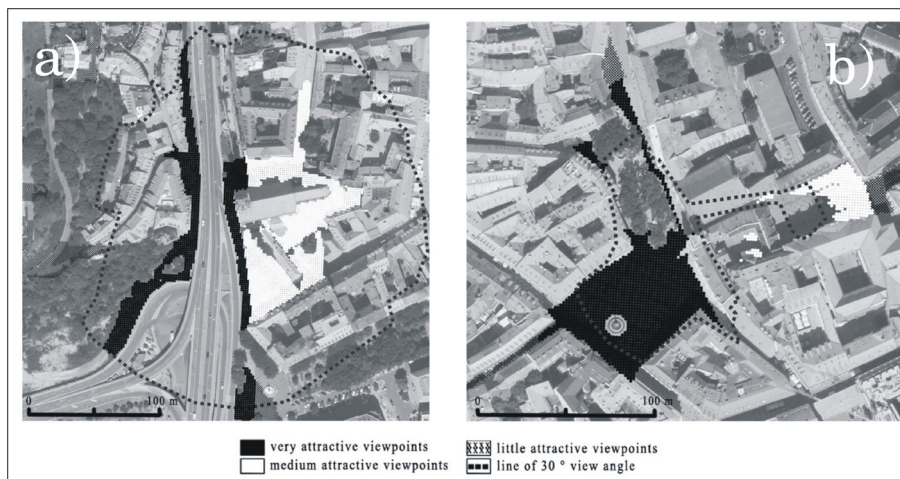 a)
b)
0 100 m
0 100 m
very attractive viewpoints
medium attractive viewpoints
little attractive viewpoints
line of 30 ° view angle